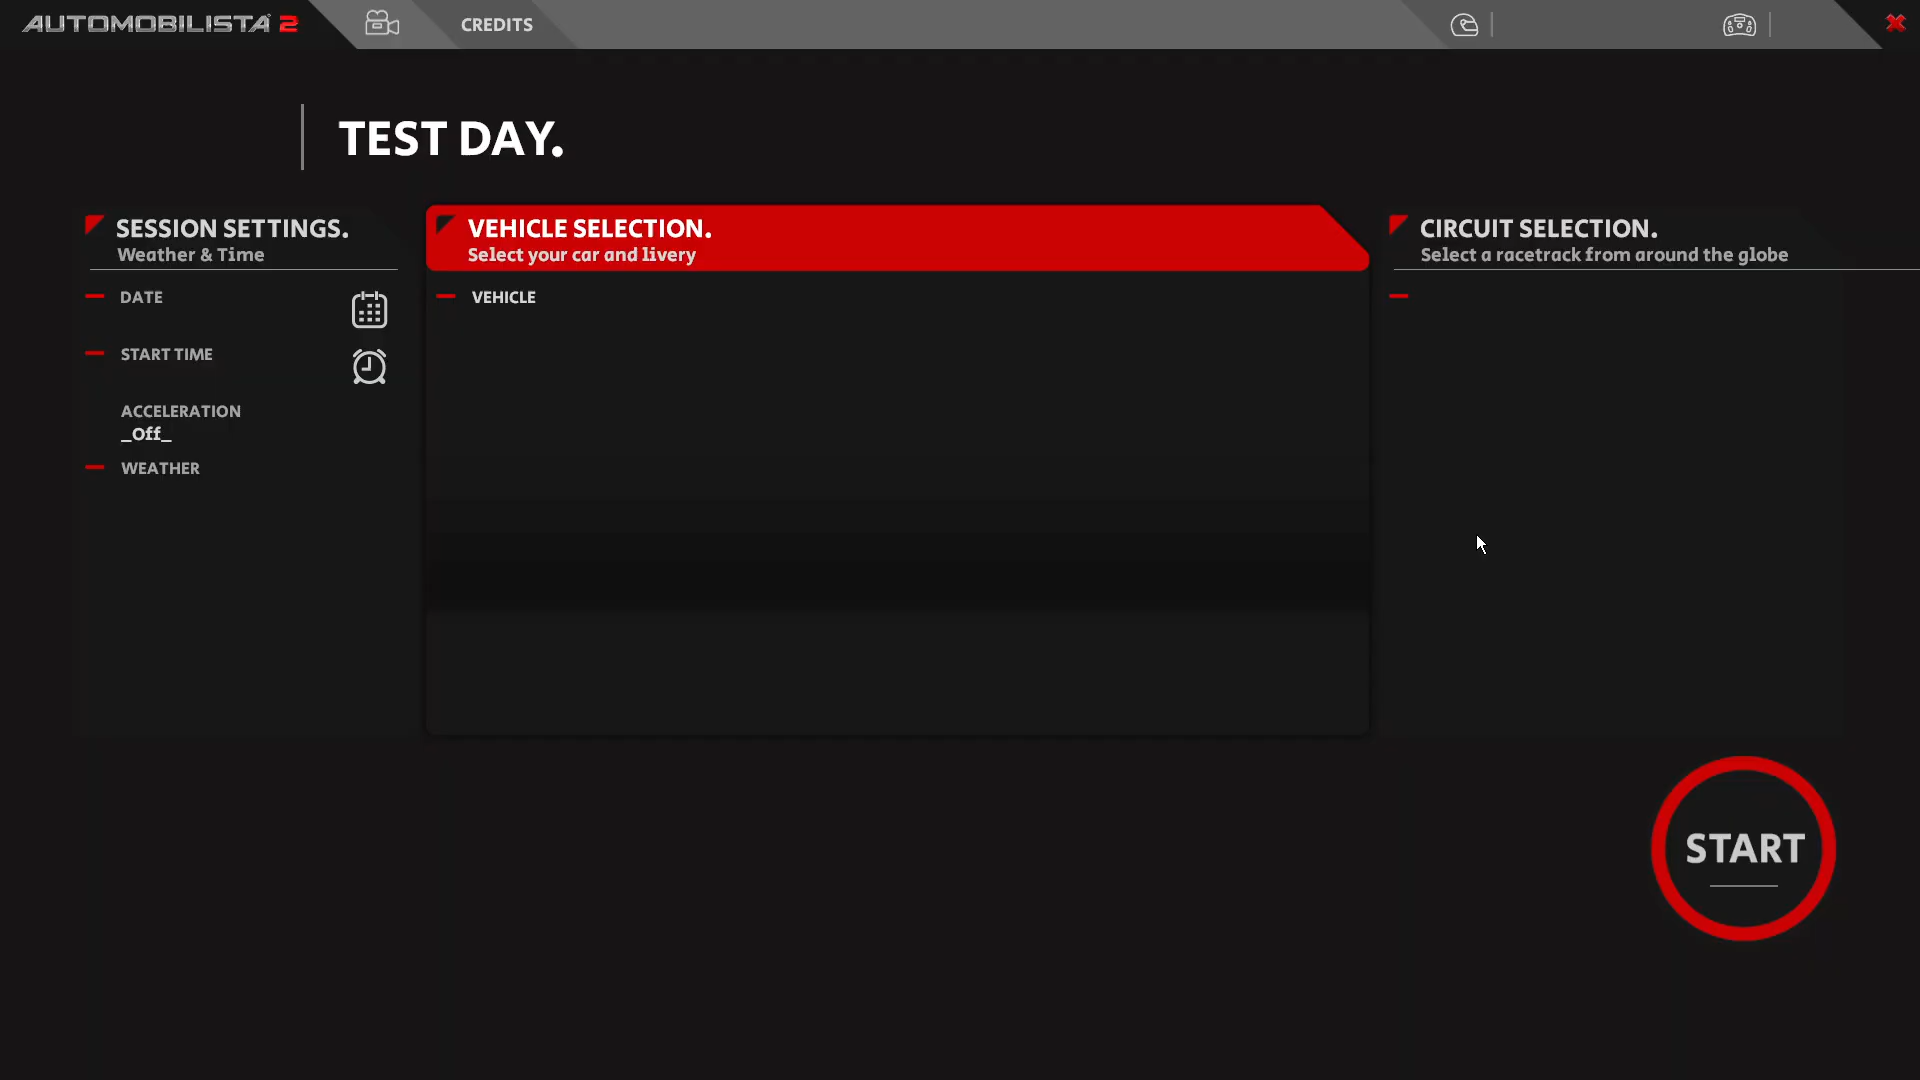 AUTOMOBILISTA 2
CREDITS
TEST DAY.
SESSION SETTINGS.
Weather & Time
DATE
START TIME
ACCELERATION
_Off_
WEATHER
VEHICLE SELECTION.
Select your car and livery
VEHICLE
CIRCUIT SELECTION.
Select a racetrack from around the globe
START